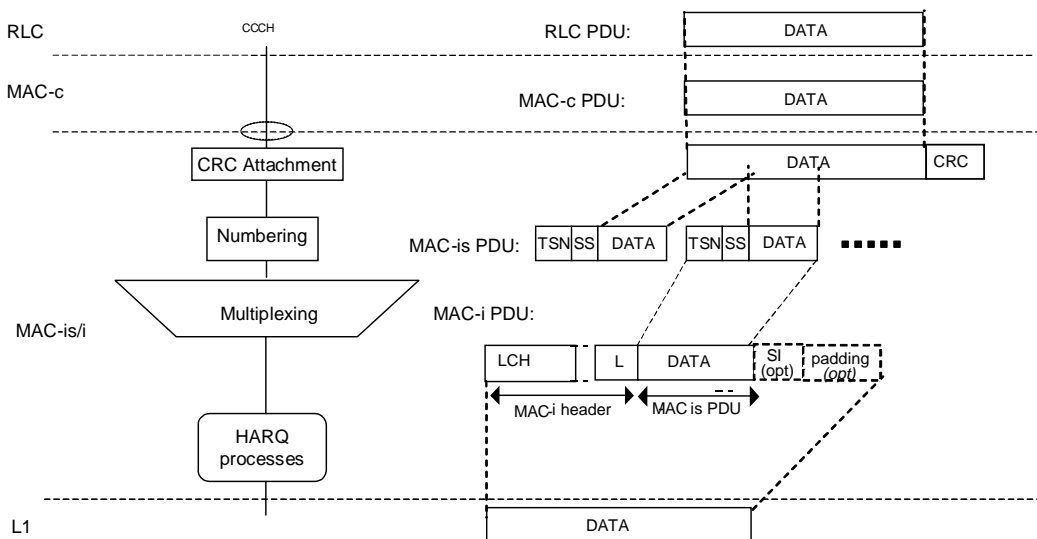 RLC
CCCH
RLC PDU:
DATA
MAC-c
MAC-c PDU:
DATA
CRC Attachment
DATA
CRC
Numbering
MAC-is PDU:
TSN
SS
DATA
TSN
SS
DATA
Multiplexing
MAC-i PDU:
MAC-is/i
LCH
L
DATA
SI
(opt)
padding
(opt)
MAC-i header
MAC is PDU
HARQ
processes
L1
DATA